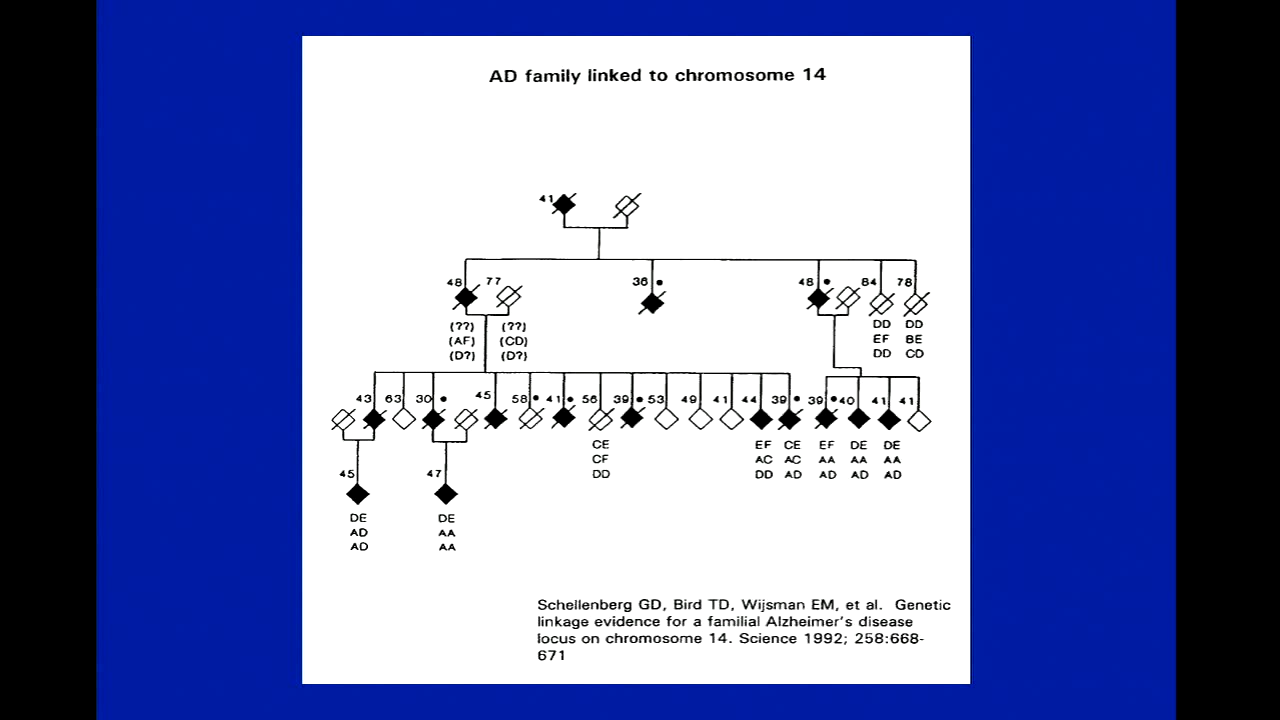 AD family linked to chromosome 14
41
48 77 36 48 84 78
(??) (??) DD DD
(AF) (CD) EF BE
(D?) (D?) DD CD
43 63 30 45 58 41 56 39 53 49 41 44 39 39 40 41 41
CE EF CE EF DE DE
CF AC AC AA AA AA
DD DD AD AD AD AD
45 47
DE DE
AD AA
AD AA
Schellenberg GD, Bird TD, Wijsman EM, et al. Genetic
linkage evidence for a familial Alzheimer's disease
locus on chromosome 14. Science 1992; 258:668-
671